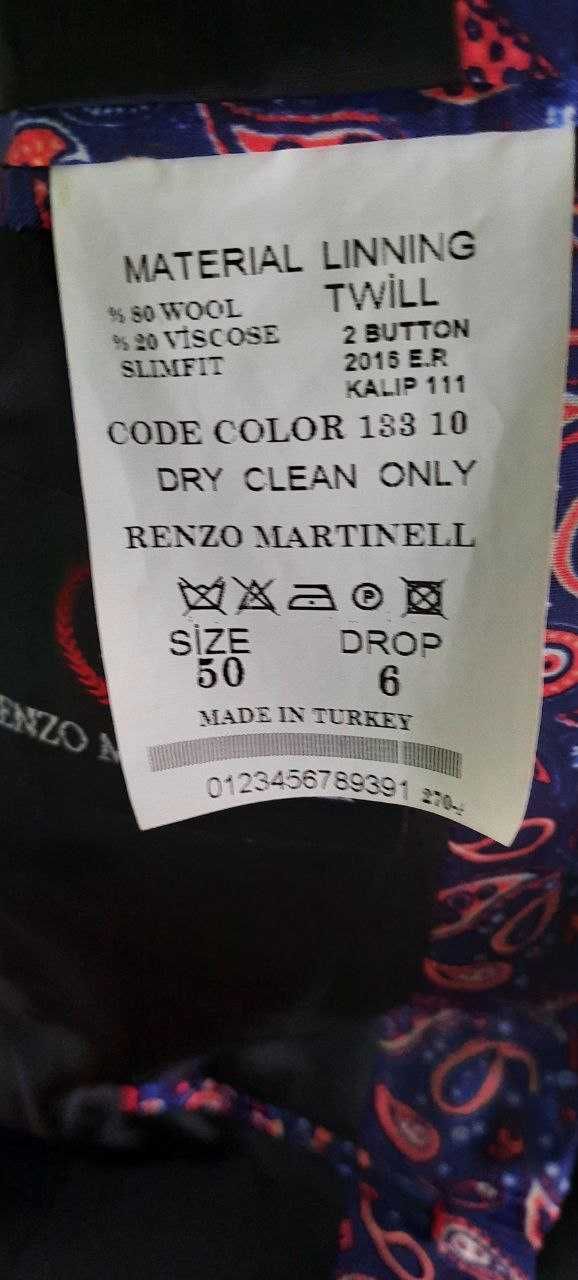 MATERIAL LINNING
% 80 WOOL TWİLL
% 20 VİSCOSE 2 BUTTON
SLIMFIT 2016 E.R
KALIP 111
CODE COLOR 133 10
DRY CLEAN ONLY
RENZO MARTINELL
P
SİZE DROP
50 6
MADE IN TURKEY
0123456789391
ENZO